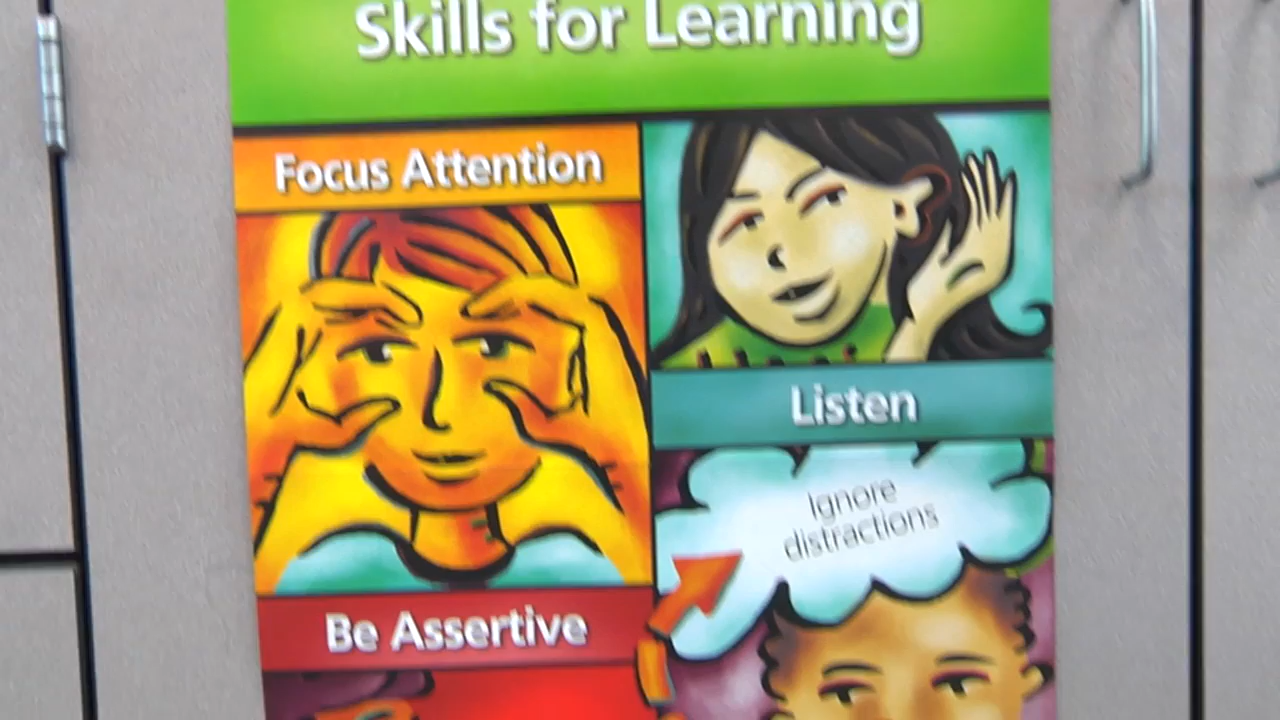 Skills for Learning
Focus Attention
Listen
Ignore
distractions
Be Assertive